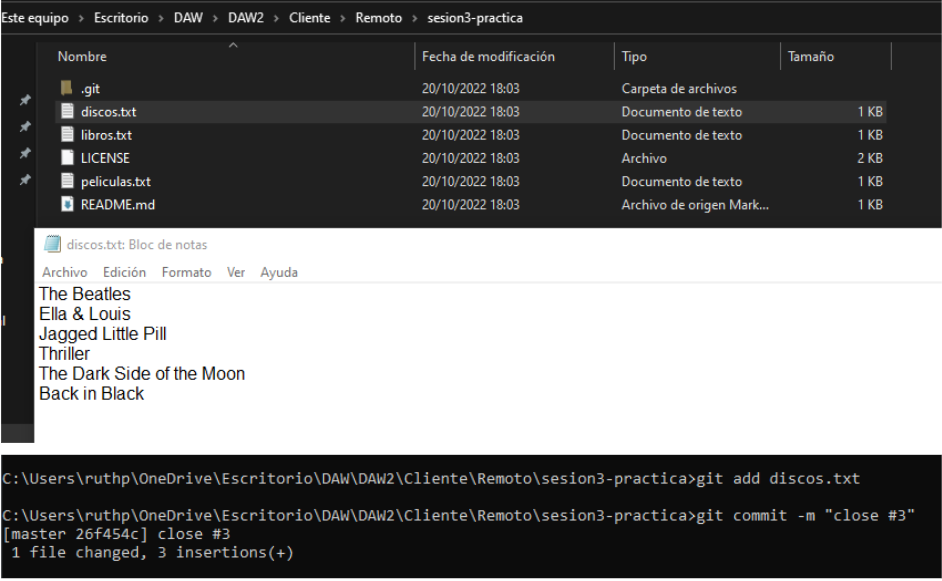 Este equipo > Escritorio > DAW > DAW2 > Cliente > Remoto > sesion3-practica
Nombre Fecha de modificación Tipo Tamaño
.git 20/10/2022 18:03 Carpeta de archivos
discos.txt 20/10/2022 18:03 Documento de texto 1 KB
libros.txt 20/10/2022 18:03 Documento de texto 1 KB
LICENSE 20/10/2022 18:03 Archivo 2 KB
peliculas.txt 20/10/2022 18:03 Documento de texto 1 KB
README.md 20/10/2022 18:03 Archivo de origen Mark... 1 KB
discos.txt: Bloc de notas
Archivo Edición Formato Ver Ayuda
The Beatles
Ella & Louis
Jagged Little Pill
Thriller
The Dark Side of the Moon
Back in Black
C:\Users\ruthp\OneDrive\Escritorio\DAW\DAW2\Cliente\Remoto\sesion3-practica>git add discos.txt
C:\Users\ruthp\OneDrive\Escritorio\DAW\DAW2\Cliente\Remoto\sesion3-practica>git commit -m "close #3"
[master 26f454c] close #3
1 file changed, 3 insertions(+)